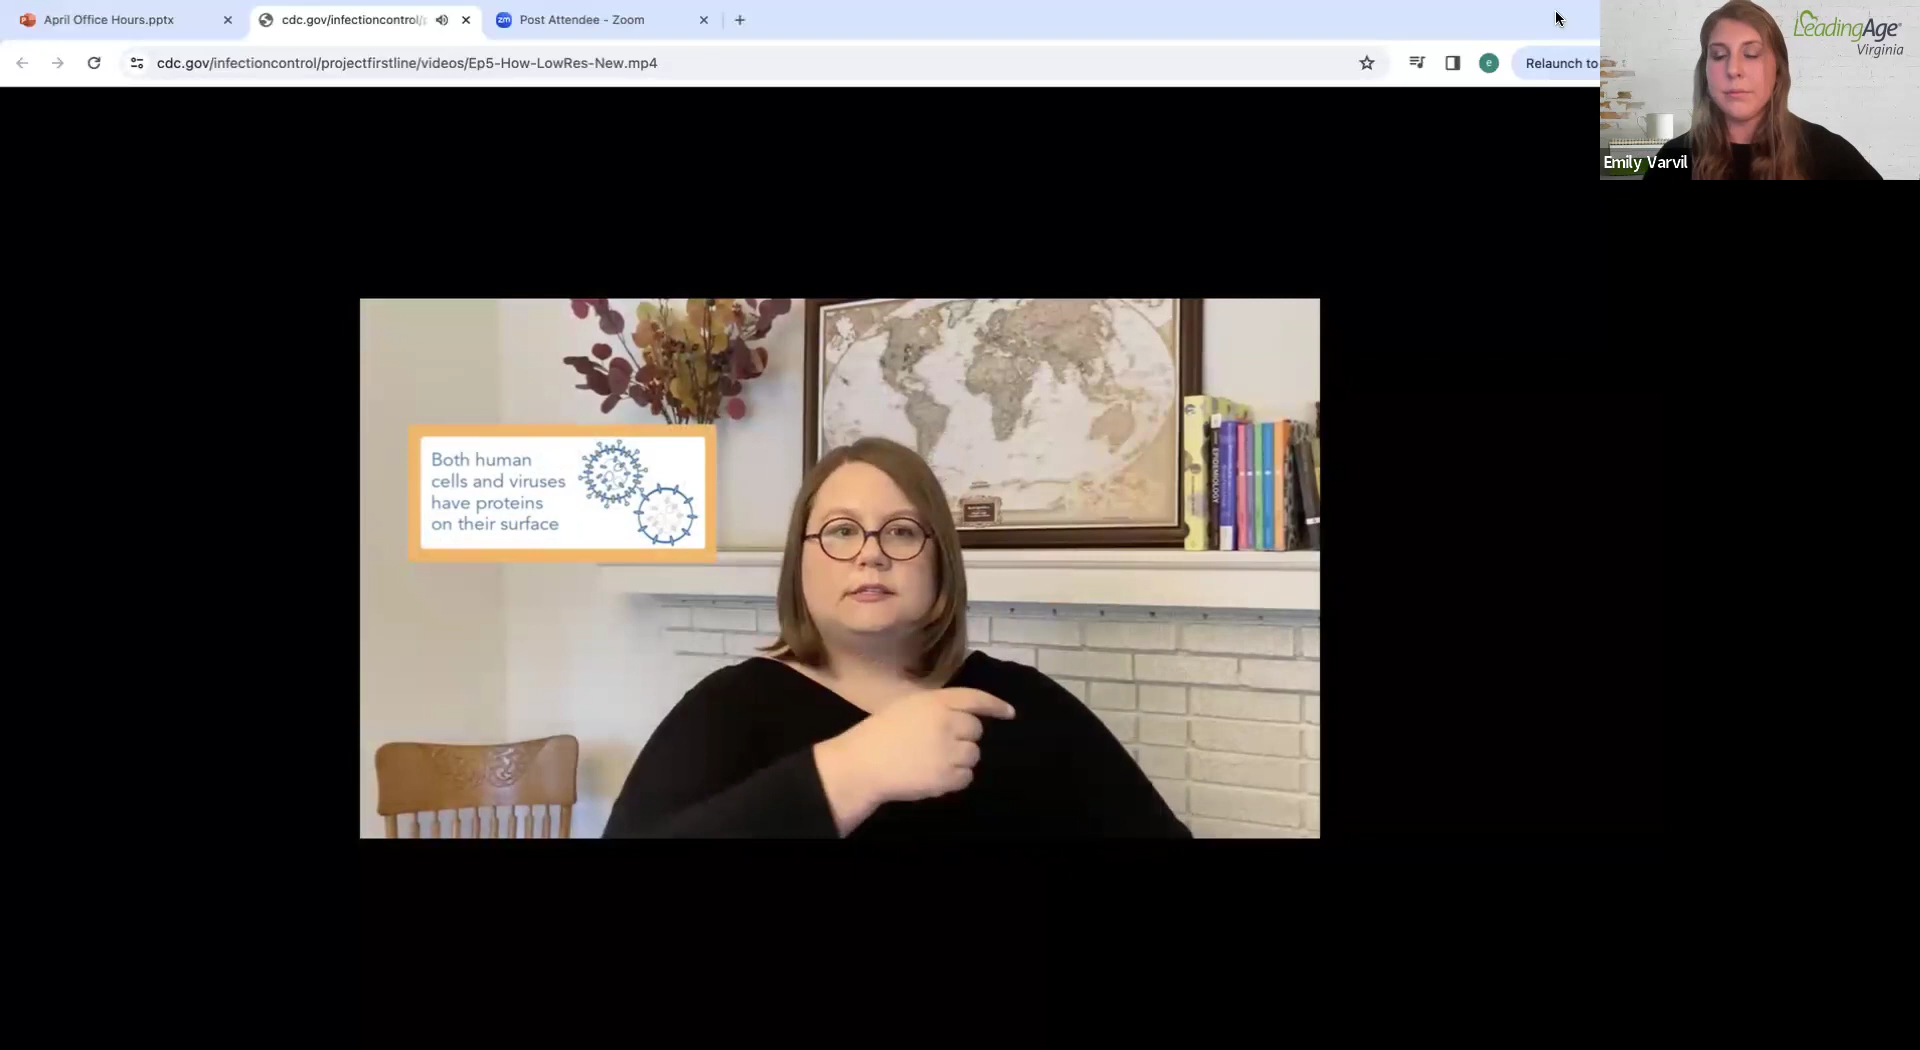 April Office Hours.pptx
cdc.gov/infectioncontrol/
Post Attendee - Zoom
cdc.gov/infectioncontrol/projectfirstline/videos/Ep5-How-LowRes-New.mp4
e
Relaunch to
LeadingAge
Virginia
Emily Varvil
Both human
cells and viruses
have proteins
on their surface
EPIDEMIOLOGY